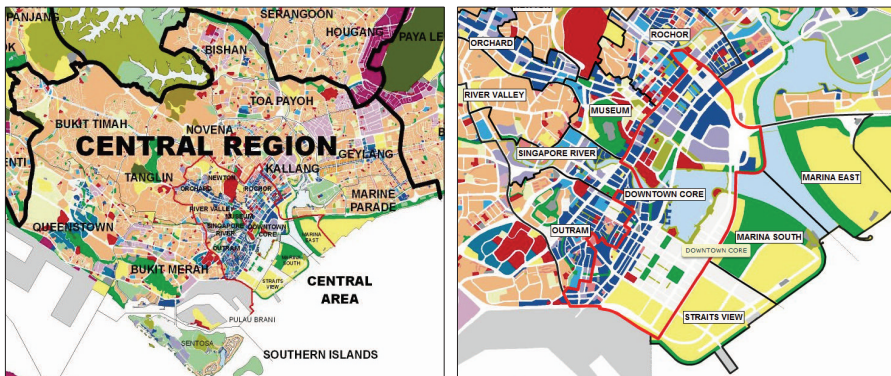 PANJANG
SERANGOON
HOUGANG
PAYA LE
BISHAN
TOA PAYOH
BUKIT TIMAH
NOVENA
CENTRAL REGION
GEYLANG
ENTI
TANGLIN
NEWTON
ORCHARD
ROCHOR
KALLANG
MARINE
PARADE
RIVER VALLEY
MUSEUM
SINGAPORE
RIVER
DOWNTOWN
CORE
MARINA
EAST
QUEENSTOWN
OUTRAM
MARINA
SOUTH
BUKIT MERAH
STRAITS
VIEW
CENTRAL
AREA
PULAU BRANI
SENTOSA
SOUTHERN ISLANDS
ORCHARD
ROCHOR
RIVER VALLEY
MUSEUM
SINGAPORE RIVER
MARINA EAST
DOWNTOWN CORE
OUTRAM
MARINA SOUTH
DOWNTOWN CORE
STRAITS VIEW